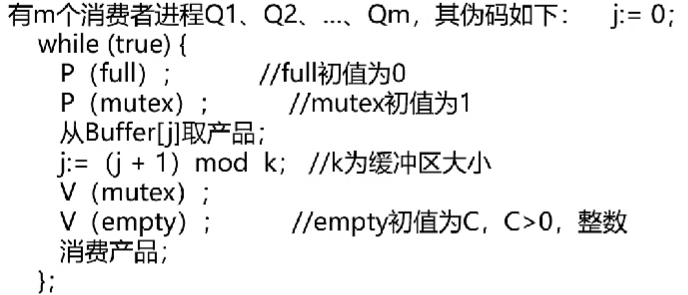 有m个消费者进程Q1、Q2、...、Qm，其伪码如下： j:= 0;
while (true) {
P（full）； //full初值为0
P（mutex）； //mutex初值为1
从Buffer[j]取产品；
j:=（j + 1）mod k；//k为缓冲区大小
V（mutex）；
V（empty）； //empty初值为C，C>0，整数
消费产品；
};